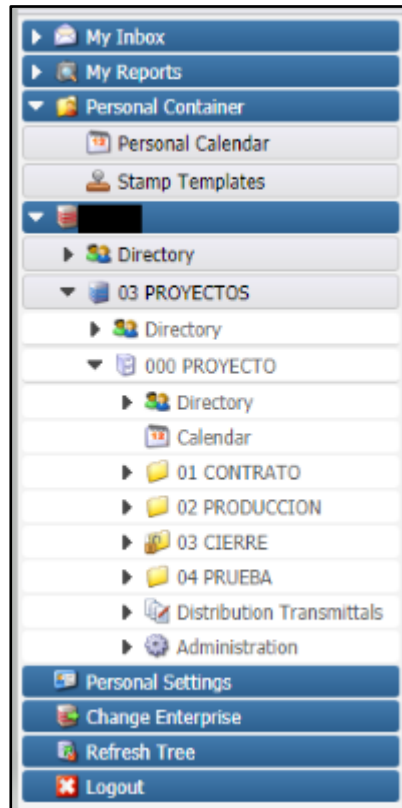 My Inbox
My Reports
Personal Container
Personal Calendar
Stamp Templates
Directory
03 PROYECTOS
Directory
000 PROYECTO
Directory
Calendar
01 CONTRATO
02 PRODUCCION
03 CIERRE
04 PRUEBA
Distribution Transmittals
Administration
Personal Settings
Change Enterprise
Refresh Tree
Logout